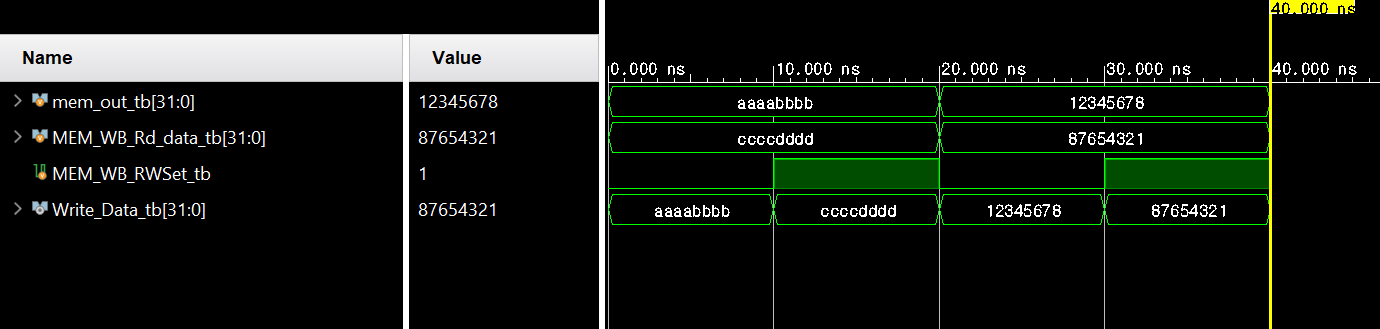 40.000 ns
Name Value
0.000 ns 10.000 ns 20.000 ns 30.000 ns 40.000 ns
mem_out_tb[31:0] 12345678 aaaabbbb 12345678
MEM_WB_Rd_data_tb[31:0] 87654321 ccccdddd 87654321
MEM_WB_RWSet_tb 1
Write_Data_tb[31:0] 87654321 aaaabbbb ccccdddd 12345678 87654321